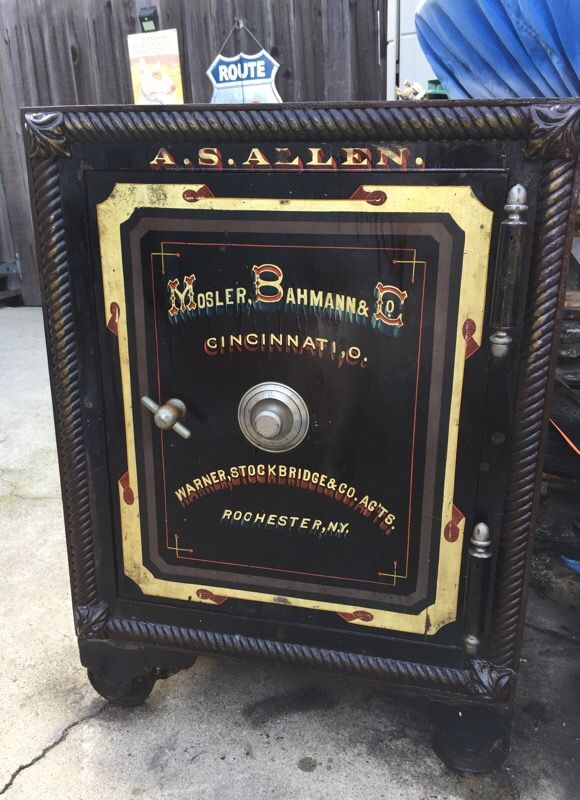 ROUTE
A.S.ALLEN.
MOSLER, BAHMANN & CO
CINCINNATI, O.
WARNER, STOCKBRIDGE & CO. AG'TS.
ROCHESTER, N.Y.